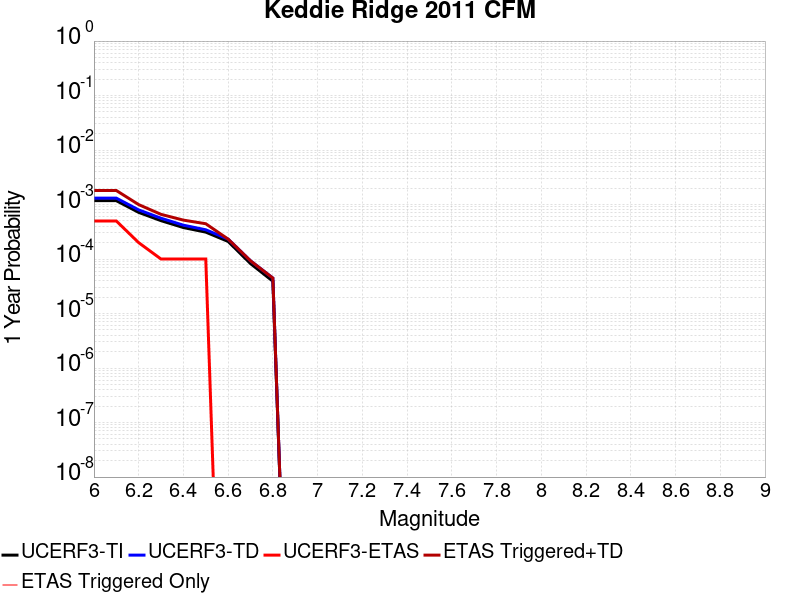 Keddie Ridge 2011 CFM
10^0
10^-1
10^-2
10^-3
10^-4
10^-5
10^-6
10^-7
10^-8
1 Year Probability
6 6.2 6.4 6.6 6.8 7 7.2 7.4 7.6 7.8 8 8.2 8.4 8.6 8.8 9
Magnitude
UCERF3-TI UCERF3-TD UCERF3-ETAS ETAS Triggered+TD
ETAS Triggered Only